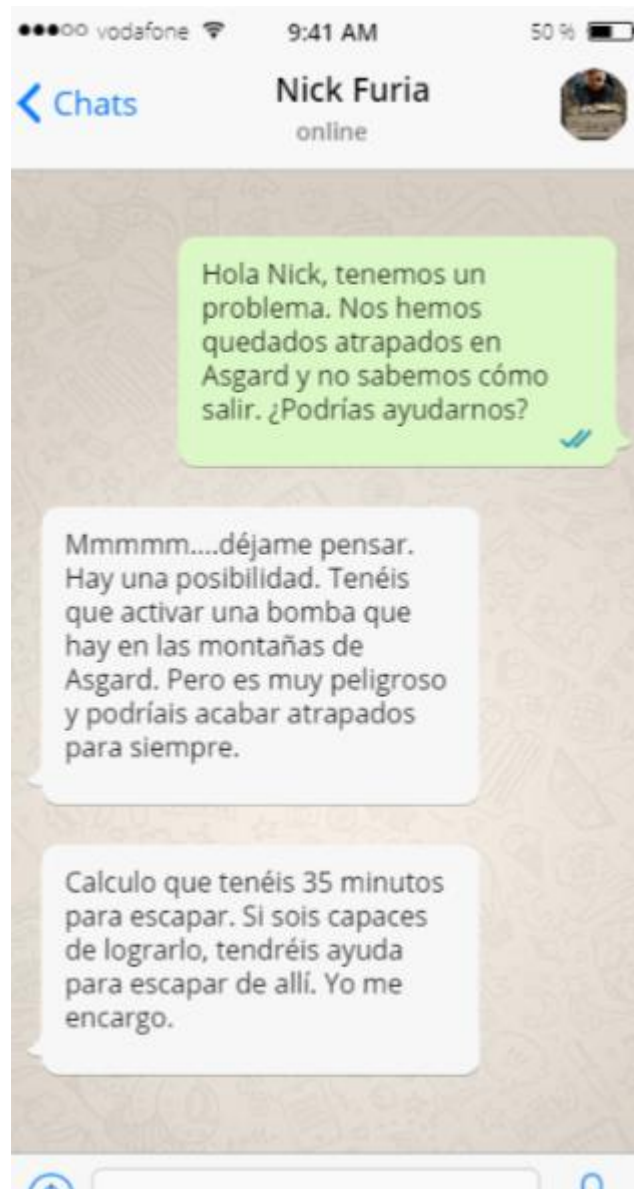 vodafone 9:41 AM 50 %
Chats Nick Furia
online
Hola Nick, tenemos un
problema. Nos hemos
quedados atrapados en
Asgard y no sabemos cómo
salir. ¿Podrías ayudarnos?
Mmmmm....déjame pensar.
Hay una posibilidad. Tenéis
que activar una bomba que
hay en las montañas de
Asgard. Pero es muy peligroso
y podríais acabar atrapados
para siempre.
Calculo que tenéis 35 minutos
para escapar. Si sois capaces
de lograrlo, tendréis ayuda
para escapar de allí. Yo me
encargo.